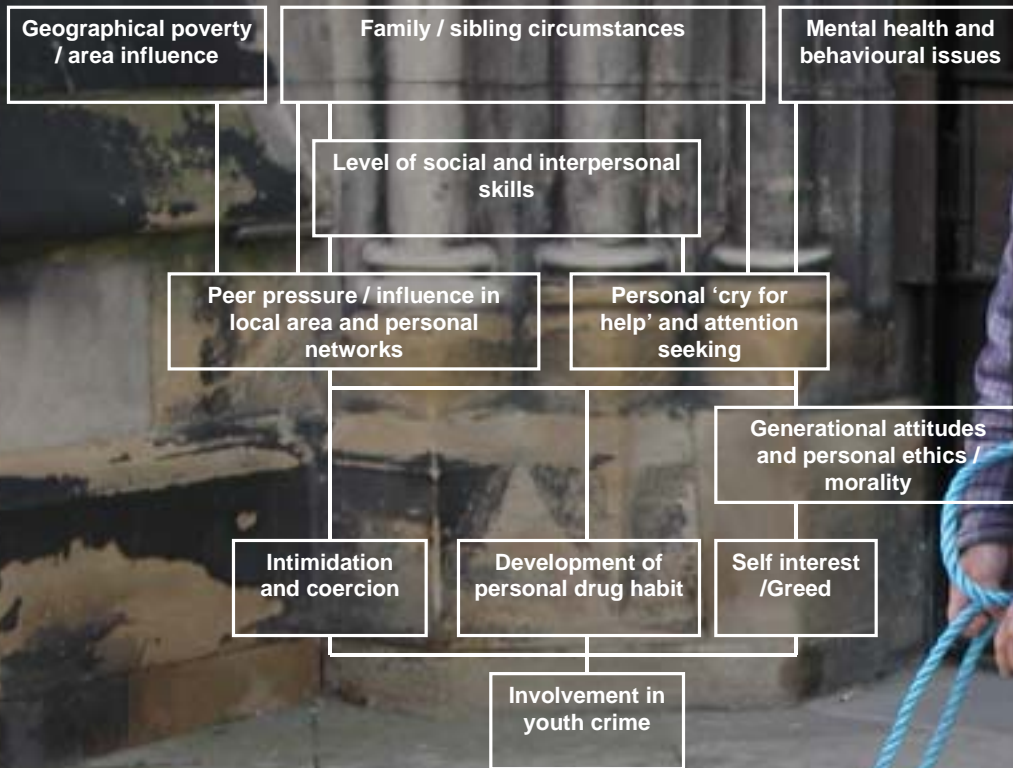 Geographical poverty
/ area influence
Family / sibling circumstances
Mental health and
behavioural issues
Level of social and interpersonal
skills
Peer pressure / influence in
local area and personal
networks
Personal ‘cry for
help’ and attention
seeking
Generational attitudes
and personal ethics /
morality
Intimidation
and coercion
Development of
personal drug habit
Self interest
/Greed
Involvement in
youth crime